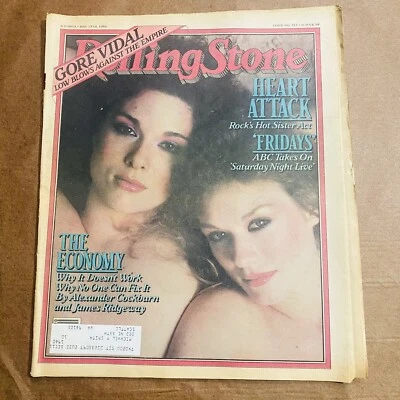 GORE VIDAL
LOW BLOWS AGAINST THE EMPIRE
Rolling Stone
HEART
ATTACK
Rock's Hot Sister Act
'FRIDAYS'
ABC Takes On
'Saturday Night Live'
THE
ECONOMY
Why It Doesn't Work
Why No One Can Fix It
By Alexander Cockburn
and James Ridgeway